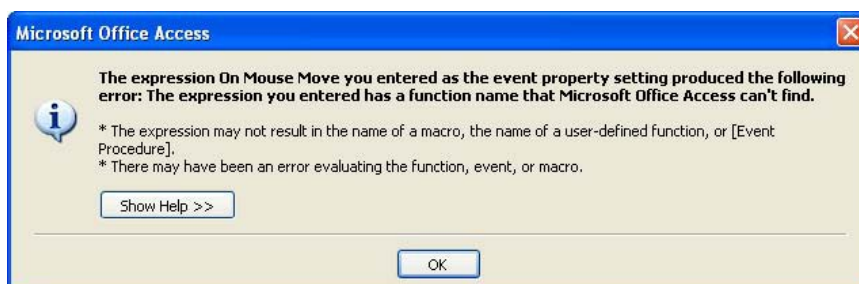 Microsoft Office Access
The expression On Mouse Move you entered as the event property setting produced the following
error: The expression you entered has a function name that Microsoft Office Access can't find.
* The expression may not result in the name of a macro, the name of a user-defined function, or [Event
Procedure].
* There may have been an error evaluating the function, event, or macro.
Show Help >>
OK